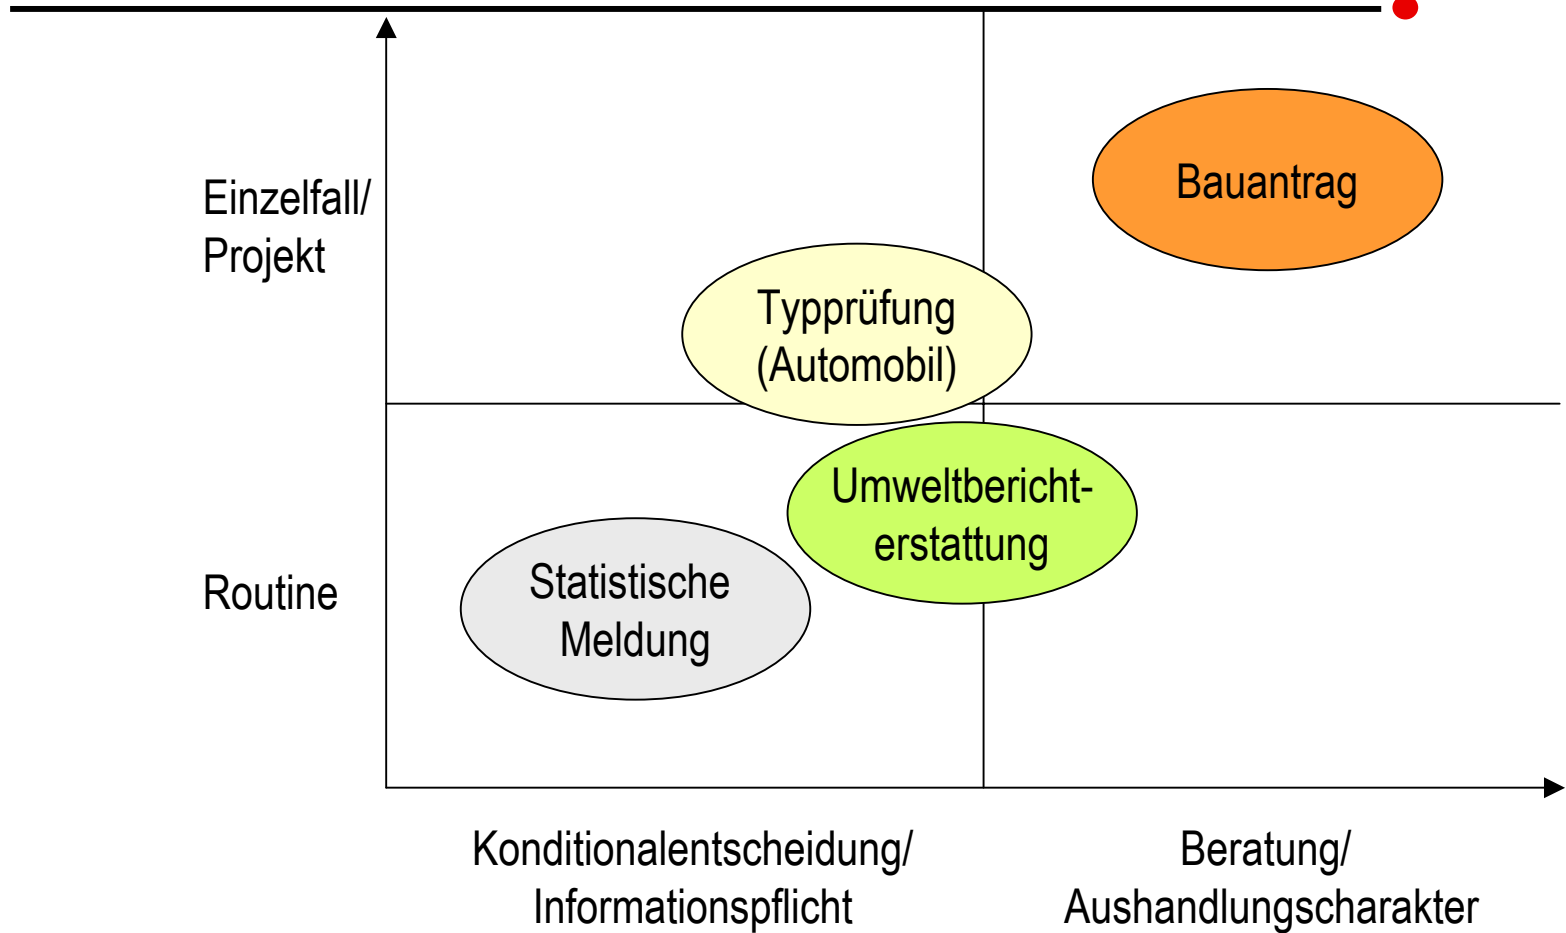 Einzelfall/
Projekt
Bauantrag
Typprüfung
(Automobil)
Umweltbericht-
erstattung
Routine
Statistische
Meldung
Konditionalentscheidung/
Informationspflicht
Beratung/
Aushandlungscharakter